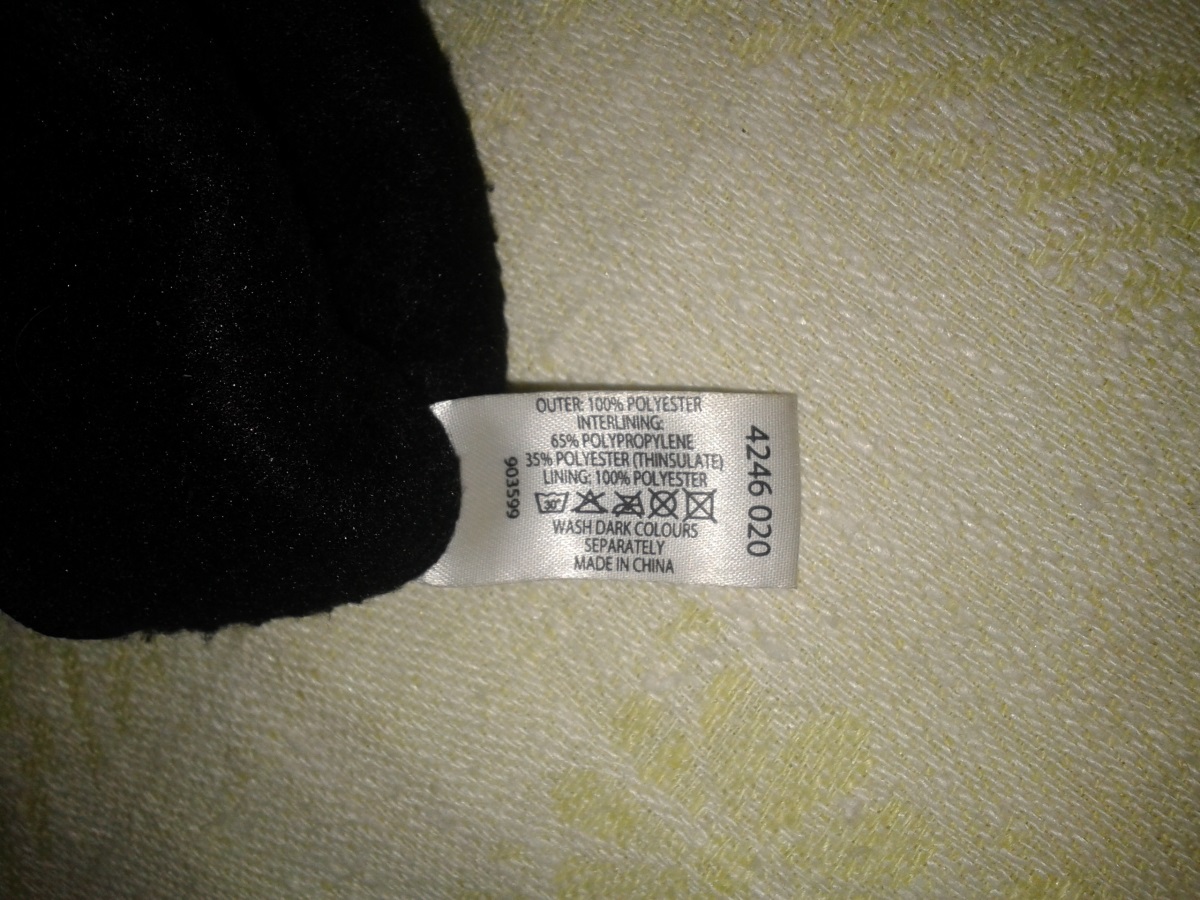 OUTER: 100% POLYESTER
INTERLINING:
65% POLYPROPYLENE
35% POLYESTER (THINSULATE)
LINING: 100% POLYESTER
30°
WASH DARK COLOURS
SEPARATELY
MADE IN CHINA
903599
4246 020